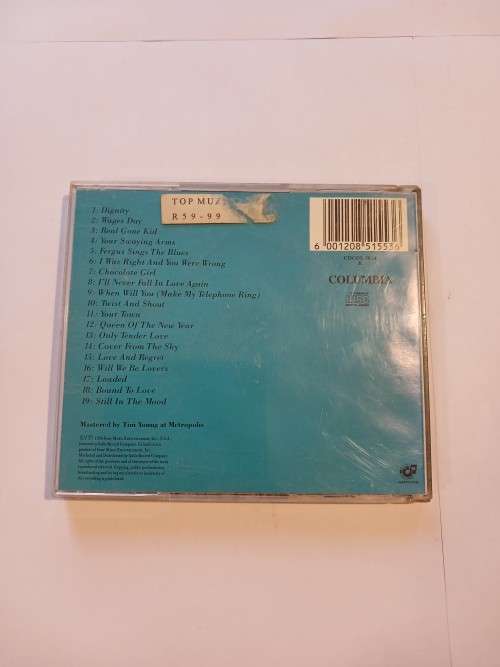 TOP MUZ
R 59-99
1: Dignity
2: Wages Day
3: Real Gone Kid
4: Your Swaying Arms
5: Fergus Sings The Blues
6: I Was Right And You Were Wrong
7: Chocolate Girl
8: I'll Never Fall In Love Again
9: When Will You (Make My Telephone Ring)
10: Twist And Shout
11: Your Town
12: Queen Of The New Year
13: Only Tender Love
14: Cover From The Sky
15: Love And Regret
16: Will We Be Lovers
17: Loaded
18: Bound To Love
19: Still In The Mood
Mastered by Tim Young at Metropolis
6 001208 515536
COLUMBIA